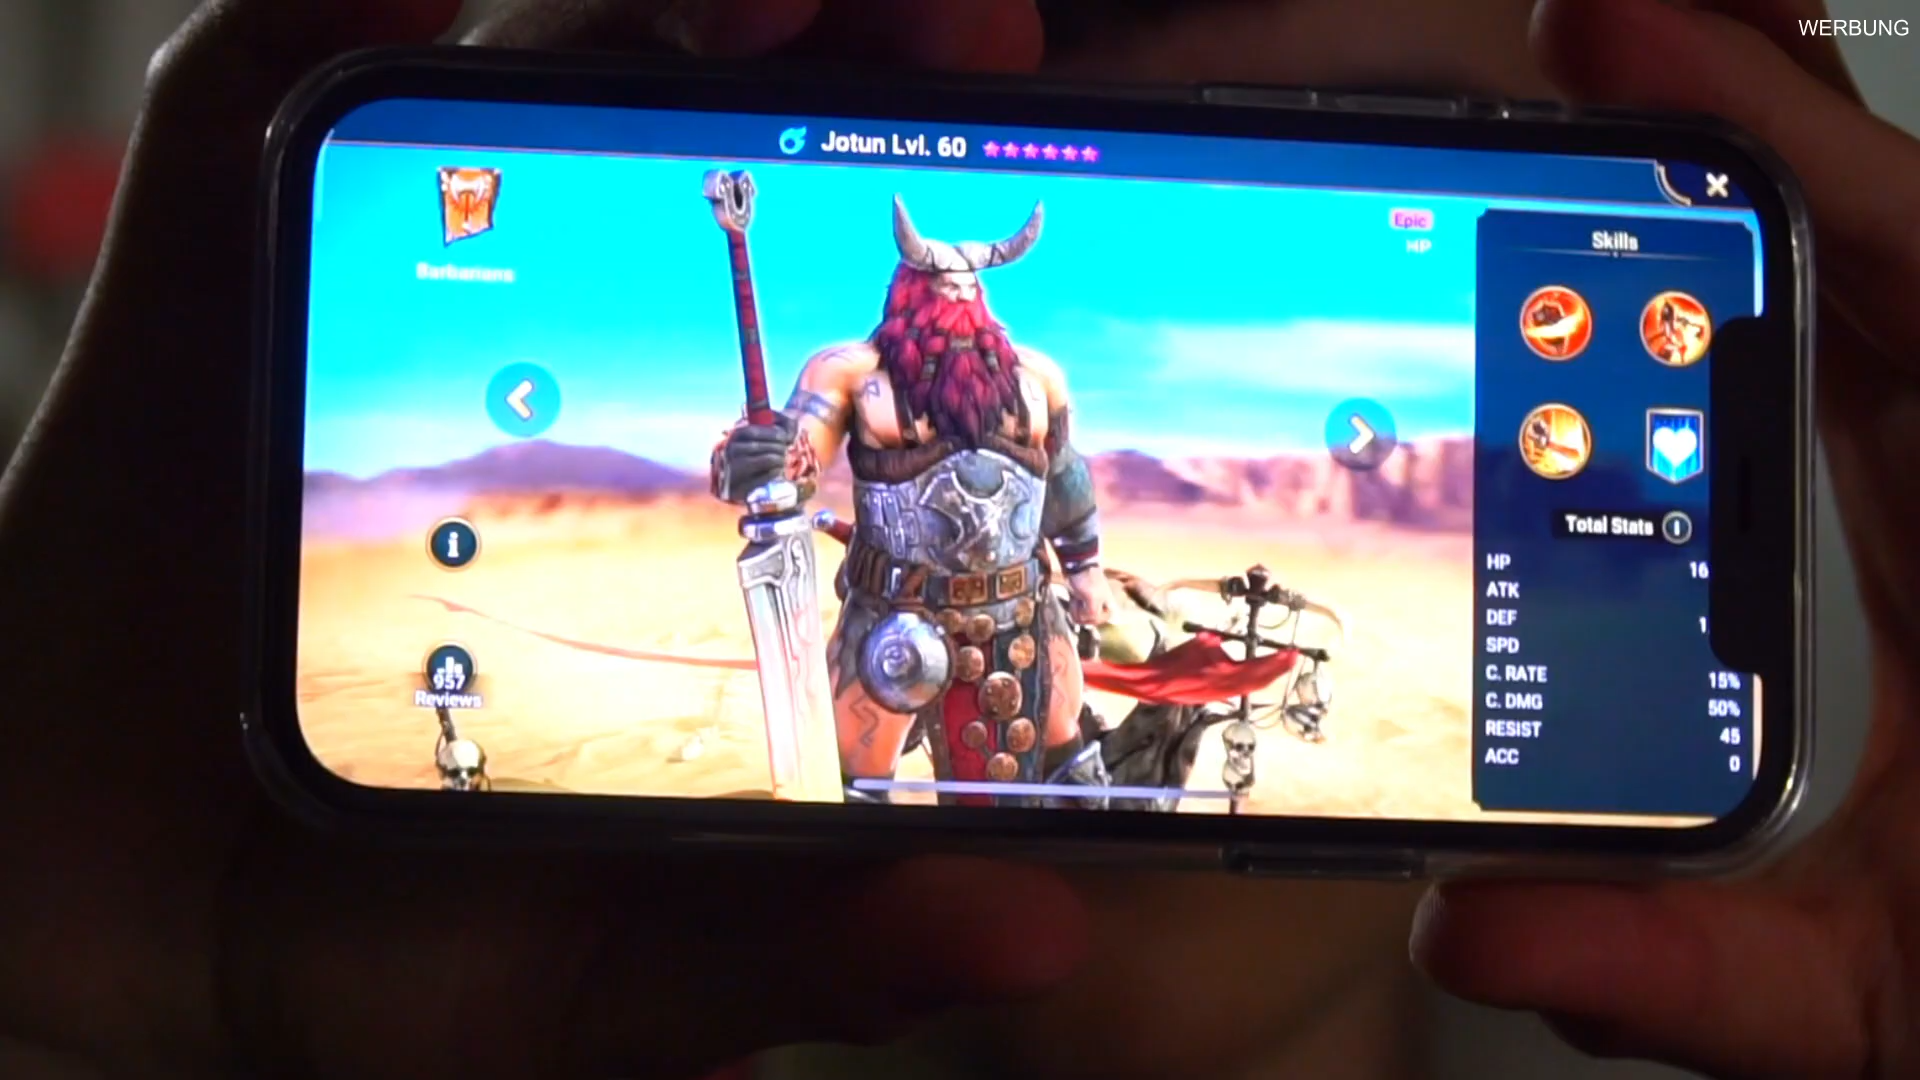 WERBUNG
Jotun Lvl. 60
Barbarians
Epic
HP
Skills
957
Reviews
Total Stats
HP 16
ATK
DEF 1
SPD
C. RATE 15%
C. DMG 50%
RESIST 45
ACC 0